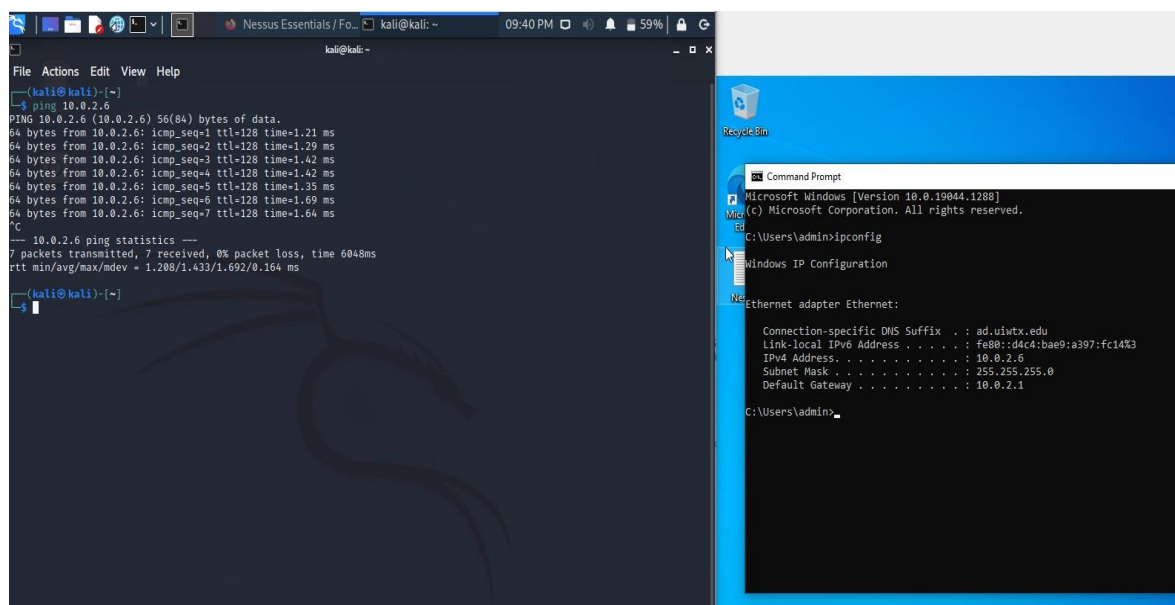 Nessus Essentials / Fo...
kali@kali: ~
09:40 PM
59%
kali@kali: ~
File Actions Edit View Help
(kali㉿kali)-[~]
$ ping 10.0.2.6
PING 10.0.2.6 (10.0.2.6) 56(84) bytes of data.
64 bytes from 10.0.2.6: icmp_seq=1 ttl=128 time=1.21 ms
64 bytes from 10.0.2.6: icmp_seq=2 ttl=128 time=1.29 ms
64 bytes from 10.0.2.6: icmp_seq=3 ttl=128 time=1.42 ms
64 bytes from 10.0.2.6: icmp_seq=4 ttl=128 time=1.42 ms
64 bytes from 10.0.2.6: icmp_seq=5 ttl=128 time=1.35 ms
64 bytes from 10.0.2.6: icmp_seq=6 ttl=128 time=1.69 ms
64 bytes from 10.0.2.6: icmp_seq=7 ttl=128 time=1.64 ms
^C
--- 10.0.2.6 ping statistics ---
7 packets transmitted, 7 received, 0% packet loss, time 6048ms
rtt min/avg/max/mdev = 1.208/1.433/1.692/0.164 ms
(kali㉿kali)-[~]
$
Recycle Bin
Micr
Ed
Nes
Command Prompt
Microsoft Windows [Version 10.0.19044.1288]
(c) Microsoft Corporation. All rights reserved.
C:\Users\admin>ipconfig
Windows IP Configuration
Ethernet adapter Ethernet:
Connection-specific DNS Suffix . : ad.uiwtx.edu
Link-local IPv6 Address . . . . . : fe80::d4c4:bae9:a397:fc14%3
IPv4 Address. . . . . . . . . . . : 10.0.2.6
Subnet Mask . . . . . . . . . . . : 255.255.255.0
Default Gateway . . . . . . . . . : 10.0.2.1
C:\Users\admin>